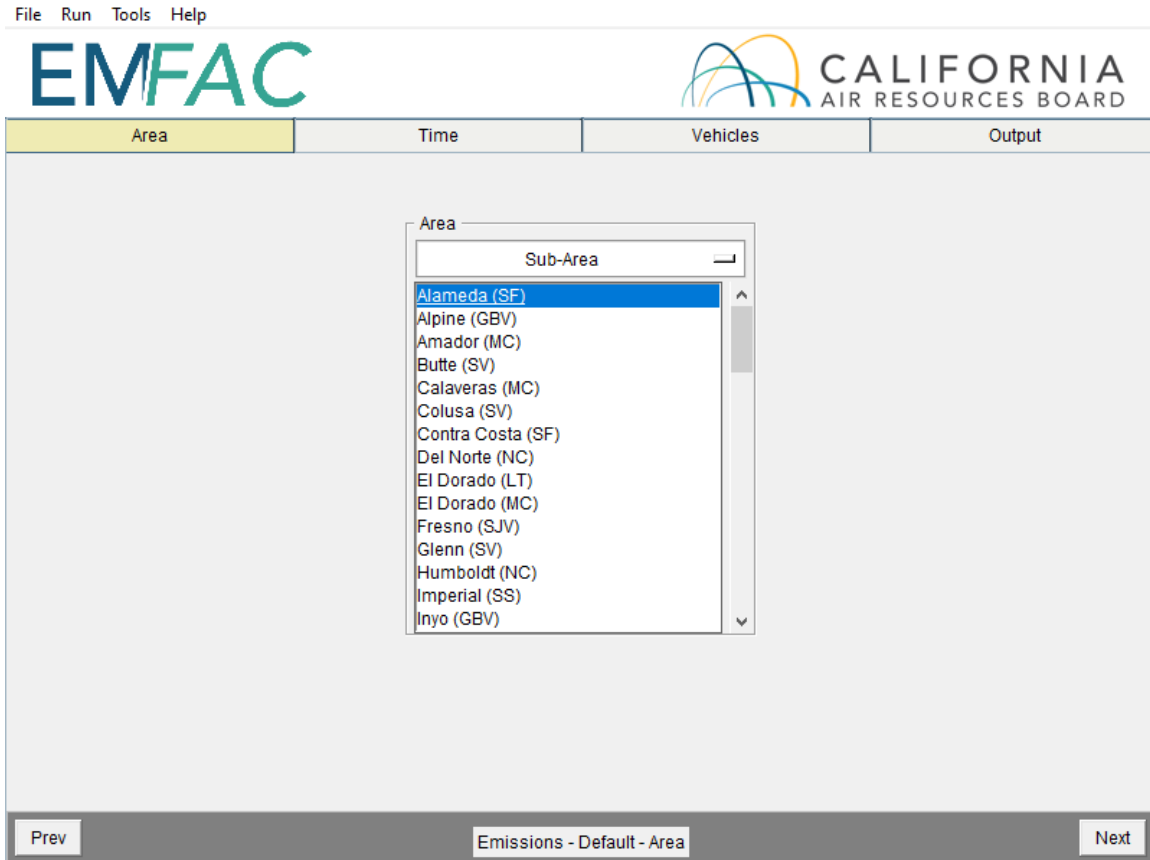 File Run Tools Help
EMFAC
CALIFORNIA
AIR RESOURCES BOARD
Area Time Vehicles Output
Area
Sub-Area
Alameda (SF)
Alpine (GBV)
Amador (MC)
Butte (SV)
Calaveras (MC)
Colusa (SV)
Contra Costa (SF)
Del Norte (NC)
El Dorado (LT)
El Dorado (MC)
Fresno (SJV)
Glenn (SV)
Humboldt (NC)
Imperial (SS)
Inyo (GBV)
Prev Emissions - Default - Area Next